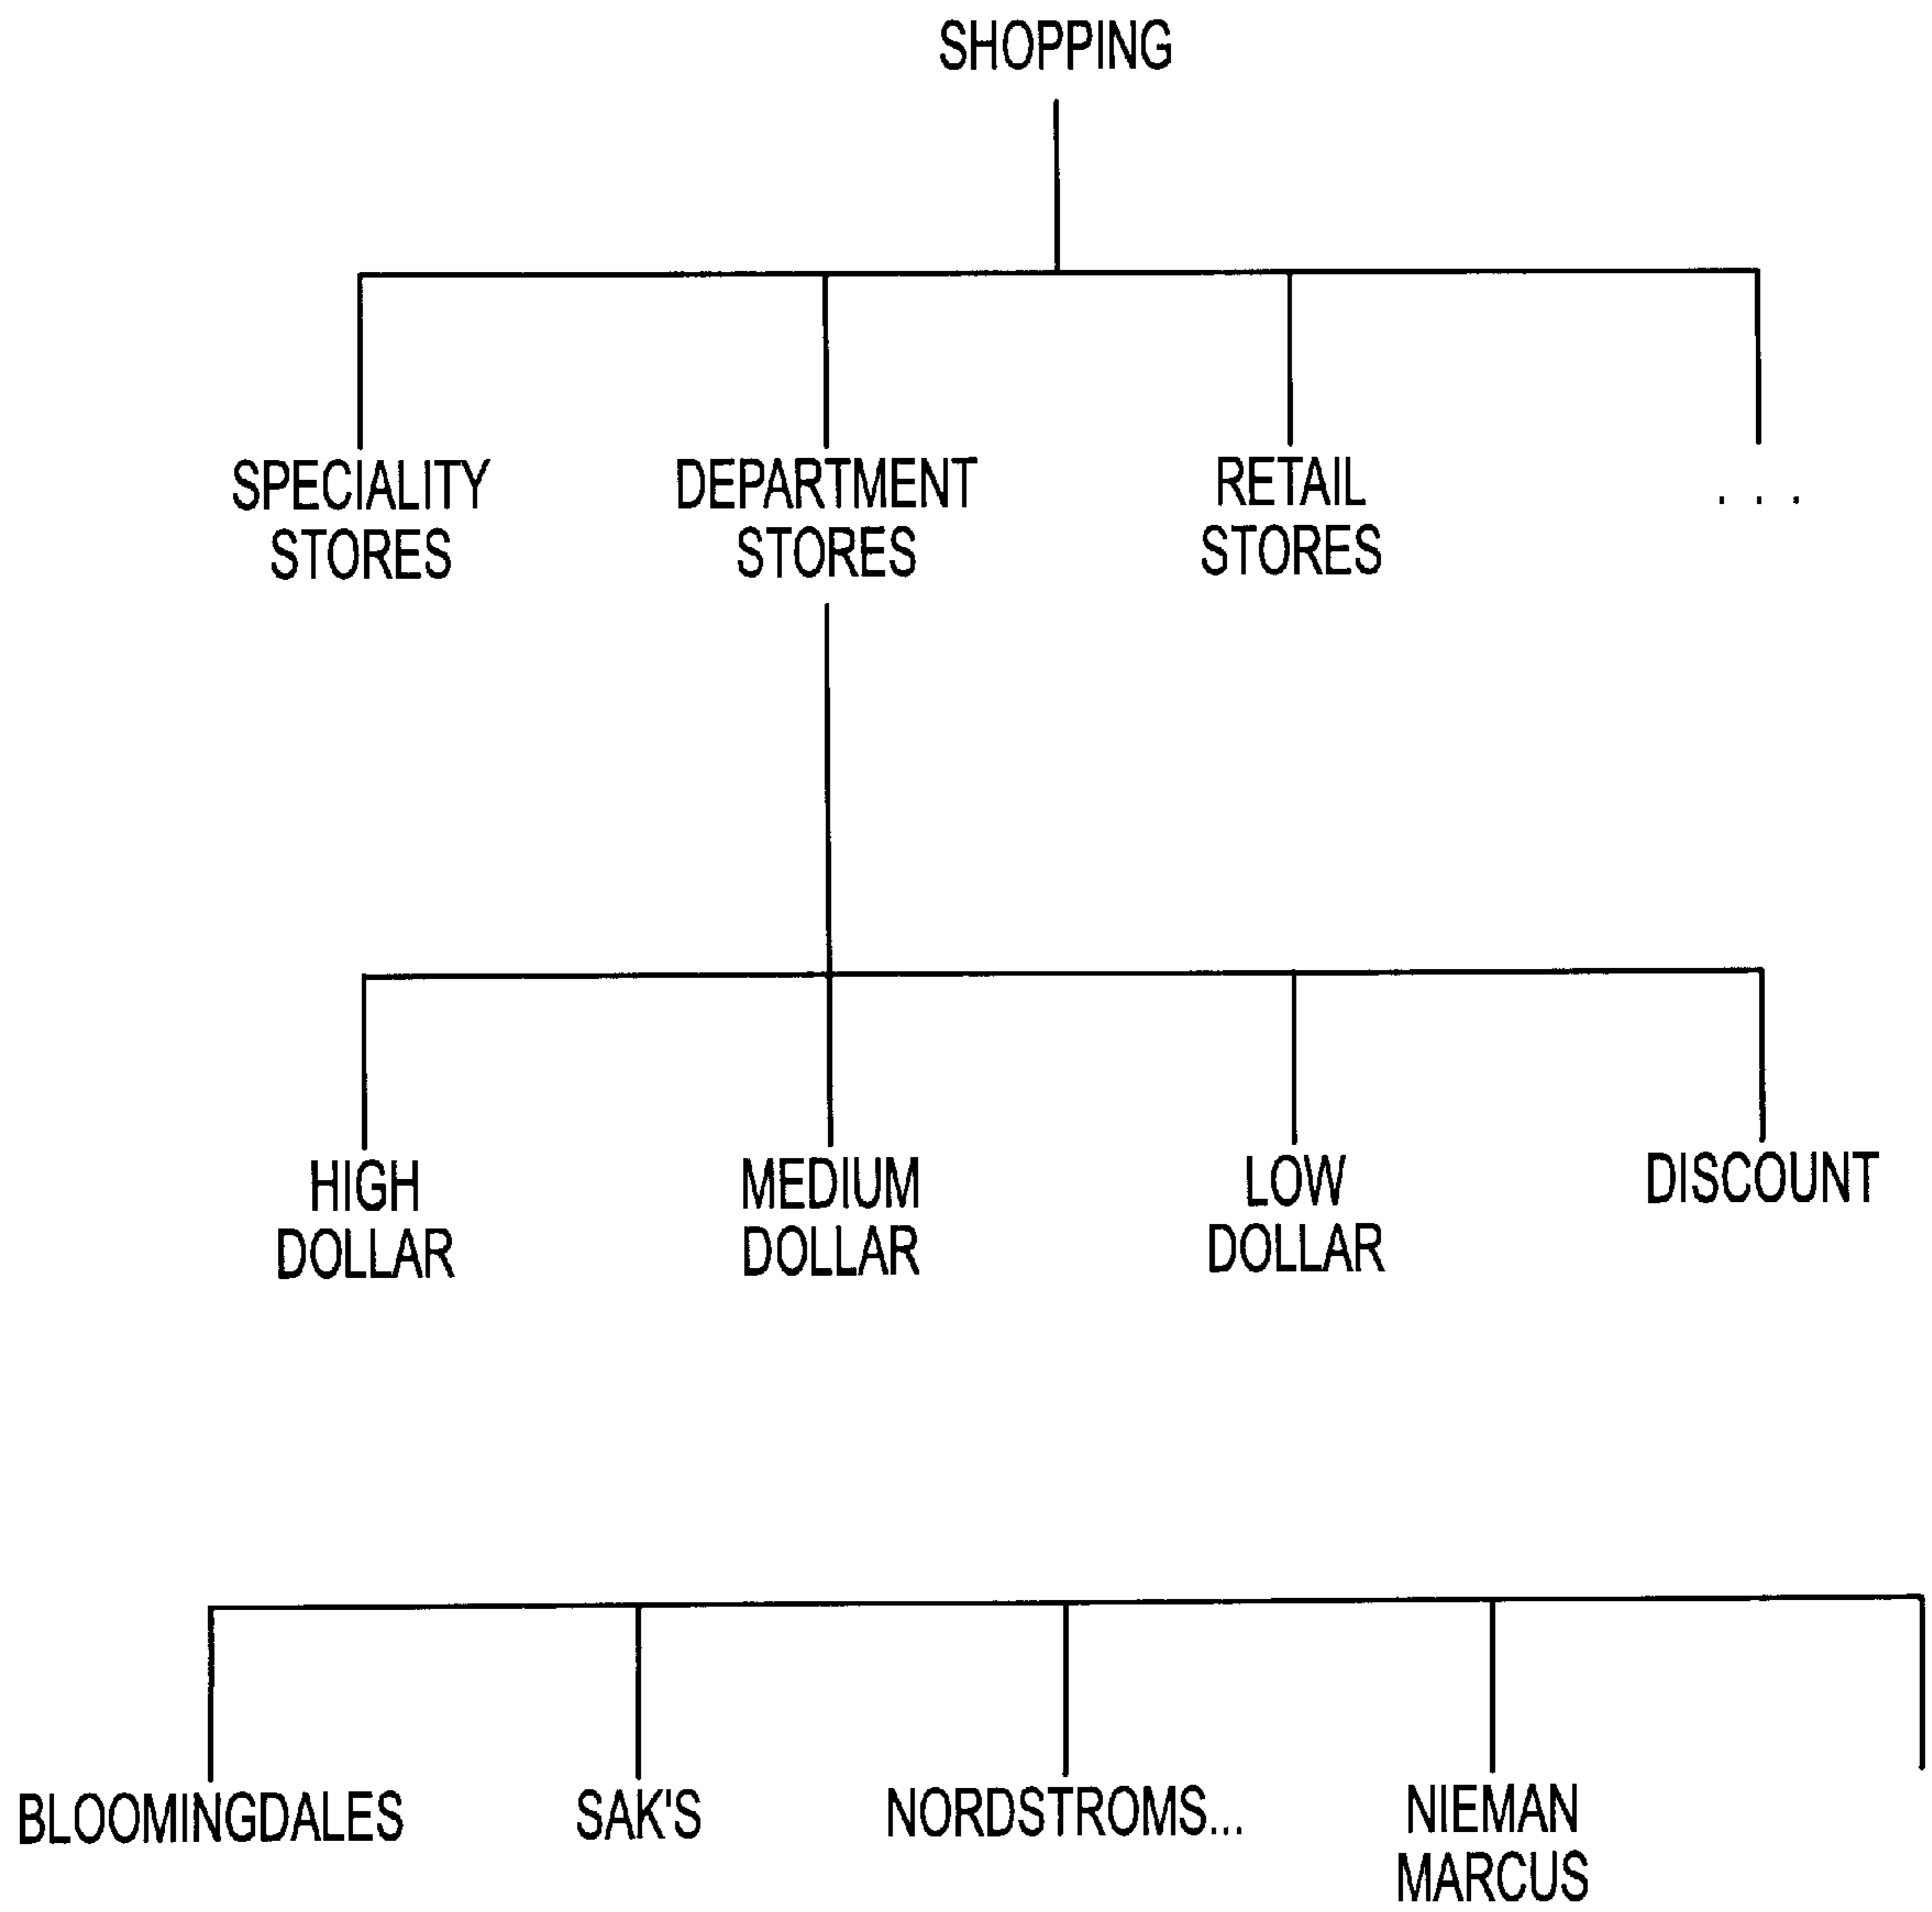 SHOPPING
SPECIALITY
STORES
DEPARTMENT
STORES
RETAIL
STORES
. . .
HIGH
DOLLAR
MEDIUM
DOLLAR
LOW
DOLLAR
DISCOUNT
BLOOMINGDALES
SAK'S
NORDSTROMS...
NIEMAN
MARCUS